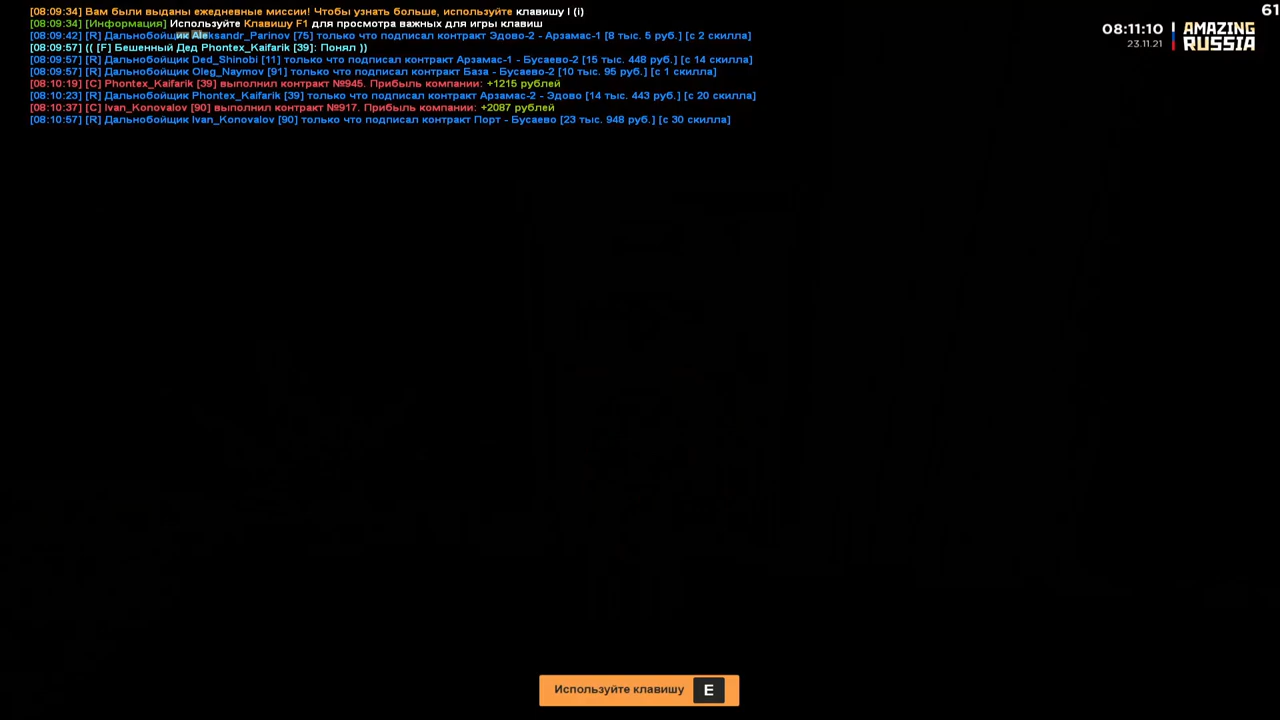 [08:09:34] Вам были выданы ежедневные миссии! Чтобы узнать больше, используйте клавишу I (i)
[08:09:34] [Информация] Используйте Клавишу F1 для просмотра важных для игры клавиш
[08:09:42] [R] Дальнобойщик Aleksandr_Parinov [75] только что подписал контракт Эдово-2 - Арзамас-1 [8 тыс. 5 руб.] [с 2 скилла]
[08:09:57] (( [F] Бешенный Дед Phontex_Kaifarik [39]: Понял ))
[08:09:57] [R] Дальнобойщик Ded_Shinobi [11] только что подписал контракт Арзамас-1 - Бусаево-2 [15 тыс. 448 руб.] [с 14 скилла]
[08:09:57] [R] Дальнобойщик Oleg_Naymov [91] только что подписал контракт База - Бусаево-2 [10 тыс. 95 руб.] [с 1 скилла]
[08:10:19] [C] Phontex_Kaifarik [39] выполнил контракт №945. Прибыль компании: +1215 рублей
[08:10:23] [R] Дальнобойщик Phontex_Kaifarik [39] только что подписал контракт Арзамас-2 - Эдово [14 тыс. 443 руб.] [с 20 скилла]
[08:10:37] [C] Ivan_Konovalov [90] выполнил контракт №917. Прибыль компании: +2087 рублей
[08:10:57] [R] Дальнобойщик Ivan_Konovalov [90] только что подписал контракт Порт - Бусаево [23 тыс. 948 руб.] [с 30 скилла]
61
08:11:10
23.11.21
AMAZING
RUSSIA
Используйте клавишу E